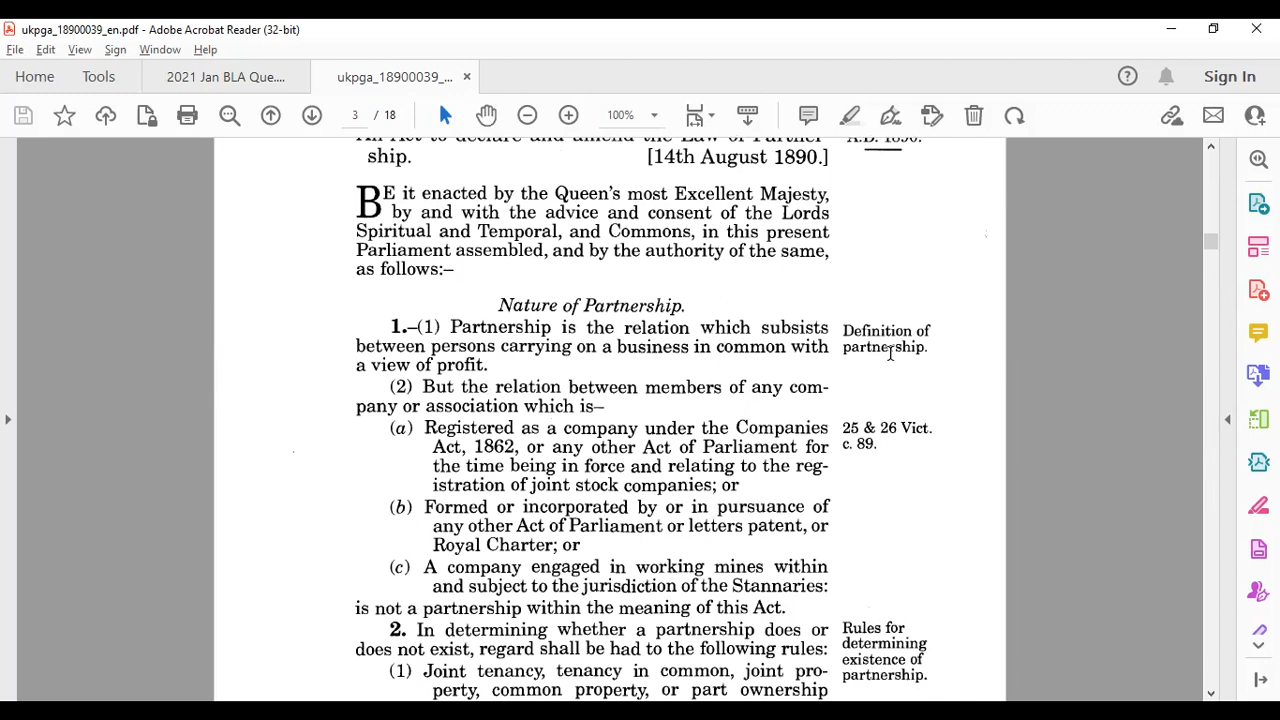 ukpga_18900039_en.pdf - Adobe Acrobat Reader (32-bit)
File Edit View Sign Window Help
Home Tools 2021 Jan BLA Que.... ukpga_18900039_... × Sign In
3 / 18 100%
An Act to declare and amend the Law of Partner-
ship. [14th August 1890.]
A.D. 1890.
BE it enacted by the Queen's most Excellent Majesty,
by and with the advice and consent of the Lords
Spiritual and Temporal, and Commons, in this present
Parliament assembled, and by the authority of the same,
as follows:–
Nature of Partnership.
1.–(1) Partnership is the relation which subsists
between persons carrying on a business in common with
a view of profit.
Definition of
partnership.
(2) But the relation between members of any com-
pany or association which is–
(a) Registered as a company under the Companies
Act, 1862, or any other Act of Parliament for
the time being in force and relating to the reg-
istration of joint stock companies; or
25 & 26 Vict.
c. 89.
(b) Formed or incorporated by or in pursuance of
any other Act of Parliament or letters patent, or
Royal Charter; or
(c) A company engaged in working mines within
and subject to the jurisdiction of the Stannaries:
is not a partnership within the meaning of this Act.
2. In determining whether a partnership does or
does not exist, regard shall be had to the following rules:
Rules for
determining
existence of
partnership.
(1) Joint tenancy, tenancy in common, joint pro-
perty, common property, or part ownership